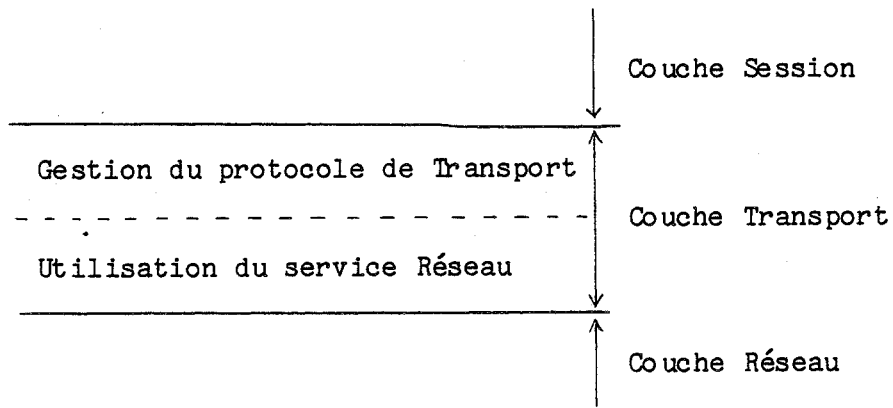 Couche Session
Gestion du protocole de Transport
Couche Transport
Utilisation du service Réseau
Couche Réseau